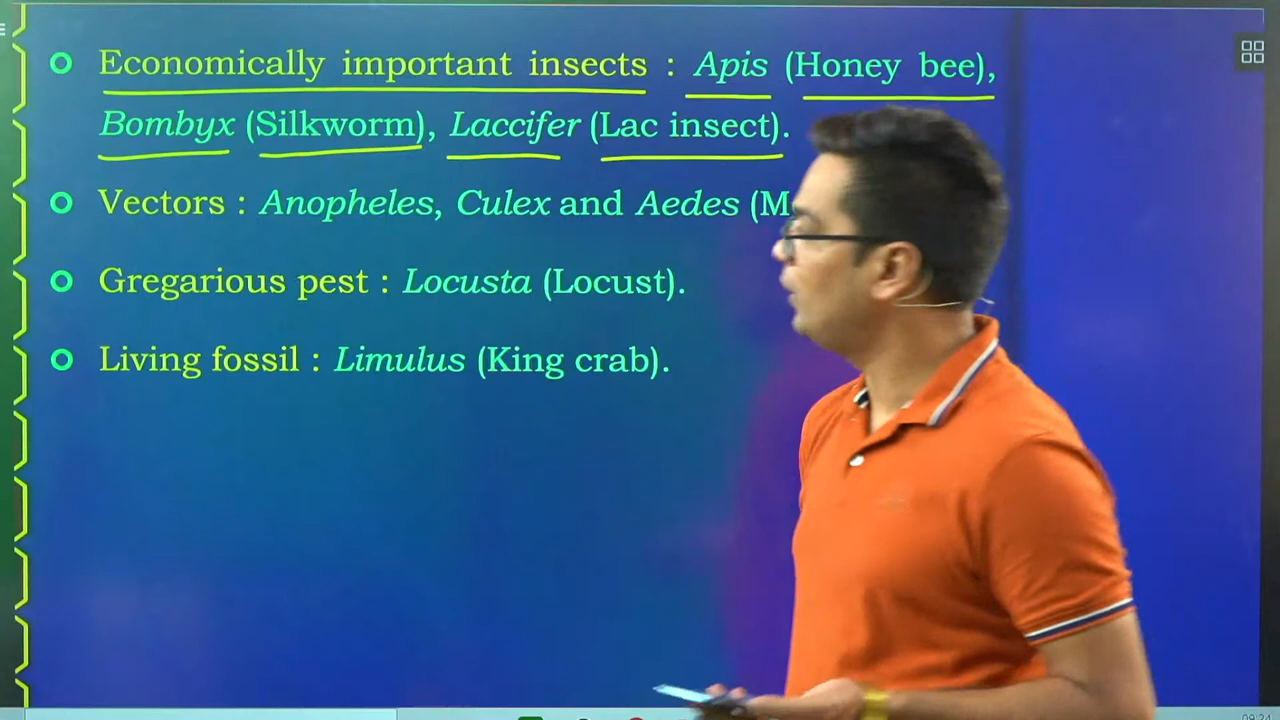 Economically important insects : Apis (Honey bee),
Bombyx (Silkworm), Laccifer (Lac insect).
Vectors : Anopheles, Culex and Aedes (M
Gregarious pest : Locusta (Locust).
Living fossil : Limulus (King crab).